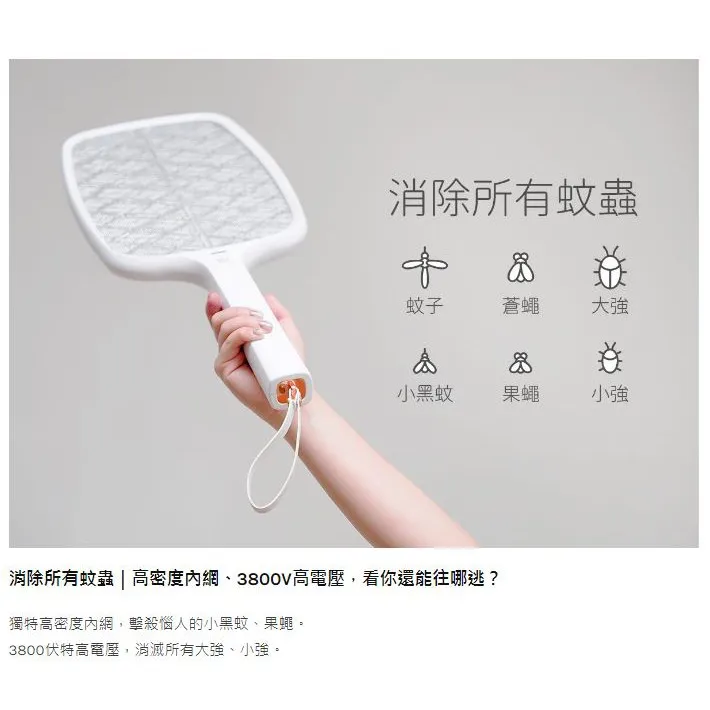 消除所有蚊蟲
蚊子
蒼蠅
大強
小黑蚊
果蠅
小強
消除所有蚊蟲｜高密度內網、3800V高電壓，看你還能往哪逃？
獨特高密度內網，擊殺惱人的小黑蚊、果蠅。
3800伏特高電壓，消滅所有大強、小強。